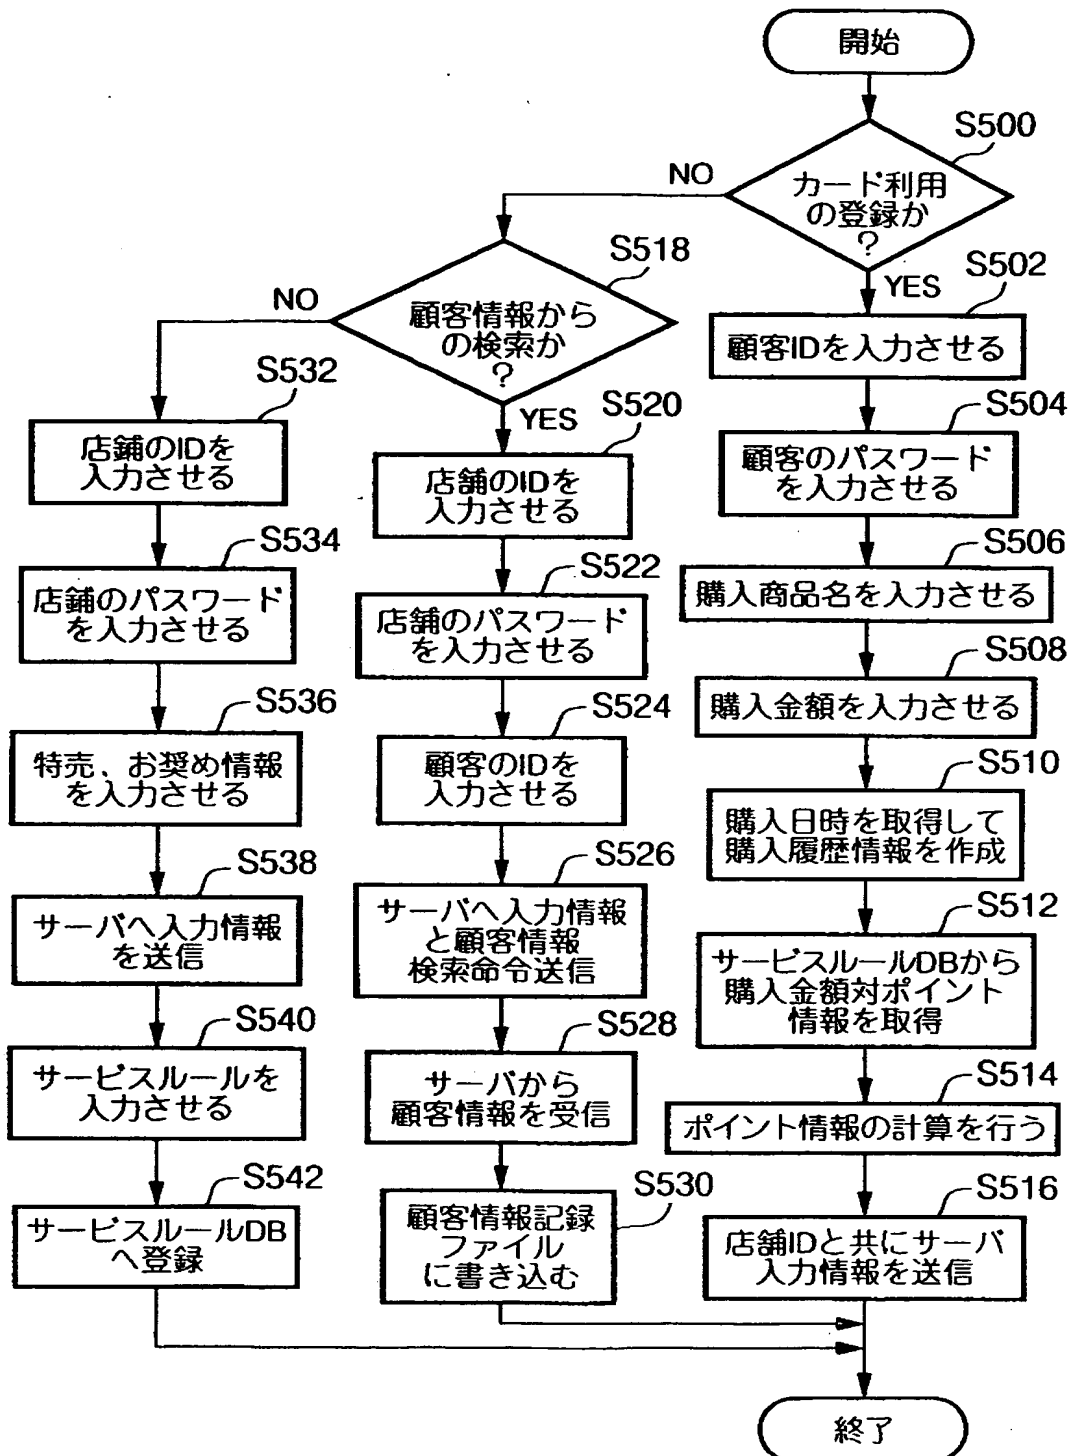 開始
S500
カード利用
の登録か
?
NO
YES
S502
顧客IDを入力させる
S504
顧客のパスワード
を入力させる
S506
購入商品名を入力させる
S508
購入金額を入力させる
S510
購入日時を取得して
購入履歴情報を作成
S512
サービスルールDBから
購入金額対ポイント
情報を取得
S514
ポイント情報の計算を行う
S516
店舗IDと共にサーバ
入力情報を送信
S518
顧客情報から
の検索か
?
NO
YES
S520
店舗のIDを
入力させる
S522
店舗のパスワード
を入力させる
S524
顧客のIDを
入力させる
S526
サーバへ入力情報
と顧客情報
検索命令送信
S528
サーバから
顧客情報を受信
S530
顧客情報記録
ファイル
に書き込む
S532
店鋪のIDを
入力させる
S534
店鋪のパスワード
を入力させる
S536
特売、お奨め情報
を入力させる
S538
サーバへ入力情報
を送信
S540
サービスルールを
入力させる
S542
サービスルールDB
へ登録
終了